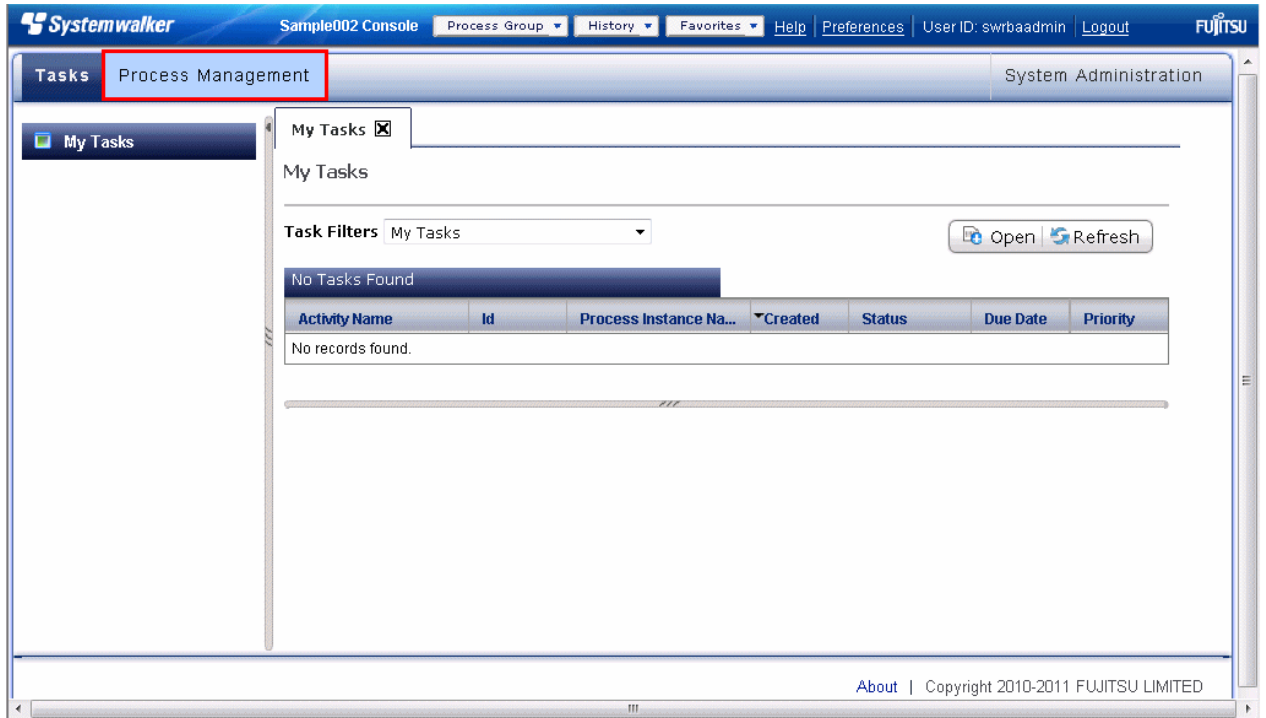 Systemwalker Sample002 Console Process Group History Favorites Help Preferences User ID: swrbaadmin Logout FUJITSU
Tasks Process Management System Administration
My Tasks
My Tasks
My Tasks
Task Filters My Tasks Open Refresh
No Tasks Found
Activity Name Id Process Instance Na... Created Status Due Date Priority
No records found.
About | Copyright 2010-2011 FUJITSU LIMITED